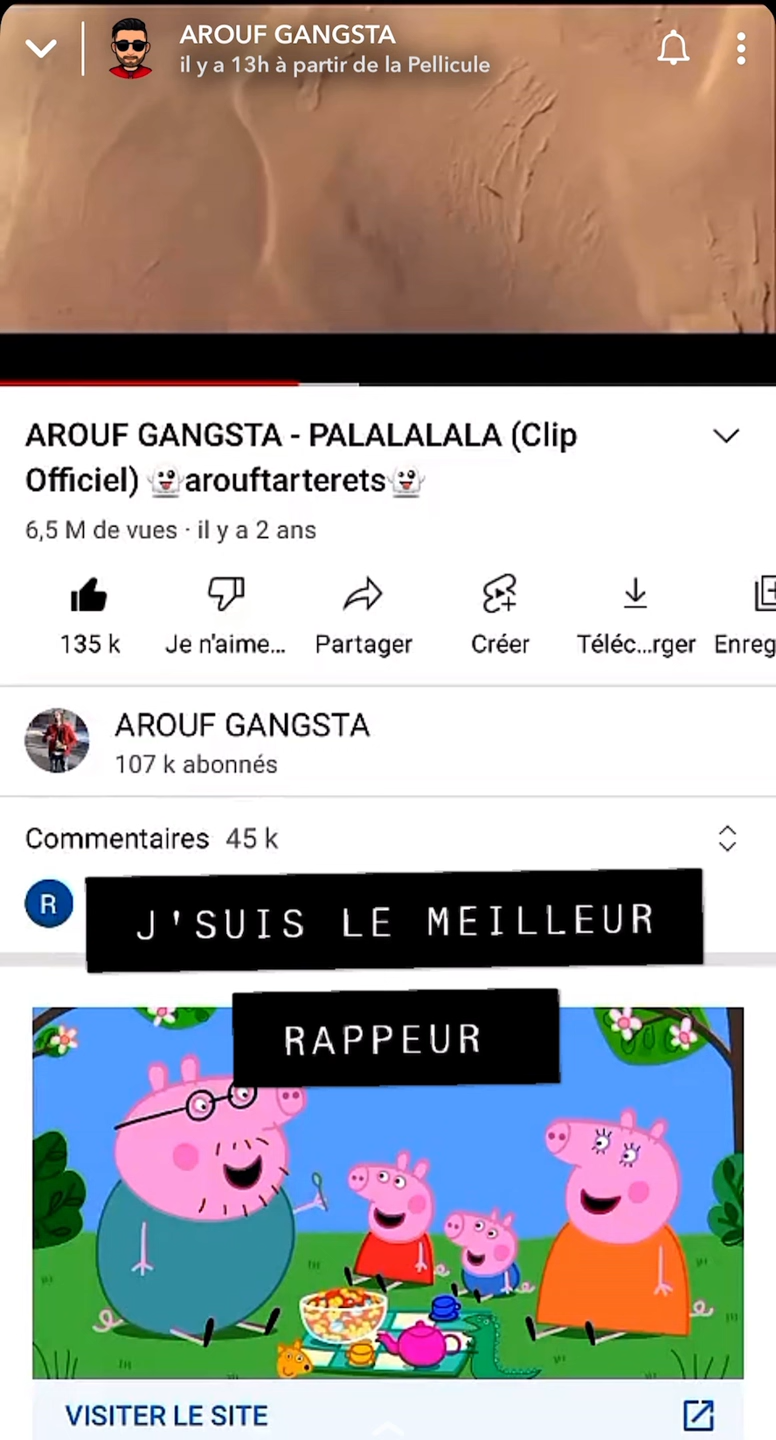 AROUF GANGSTA
il y a 13h à partir de la Pellicule
AROUF GANGSTA - PALALALALA (Clip
Officiel) 👻arouftarterets👻
6,5 M de vues · il y a 2 ans
135 k
Je n'aime...
Partager
Créer
Téléc...rger
Enreg
AROUF GANGSTA
107 k abonnés
Commentaires 45 k
R
J'SUIS LE MEILLEUR
RAPPEUR
VISITER LE SITE